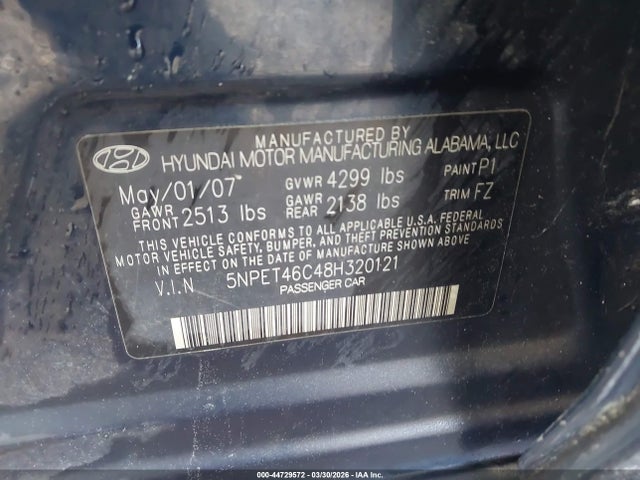 MANUFACTURED BY
HYUNDAI MOTOR MANUFACTURING ALABAMA, LLC
May/01/07 GVWR 4299 lbs PAINT P1
GAWR FRONT 2513 lbs GAWR REAR 2138 lbs TRIM FZ
THIS VEHICLE CONFORMS TO ALL APPLICABLE U.S.A. FEDERAL
MOTOR VEHICLE SAFETY, BUMPER, AND THEFT PREVENTION STANDARDS
IN EFFECT ON THE DATE OF MANUFACTURE SHOWN ABOVE.
V.I.N 5NPET46C48H320121
PASSENGER CAR
000-44729572 — 03/30/2026 — IAA Inc.